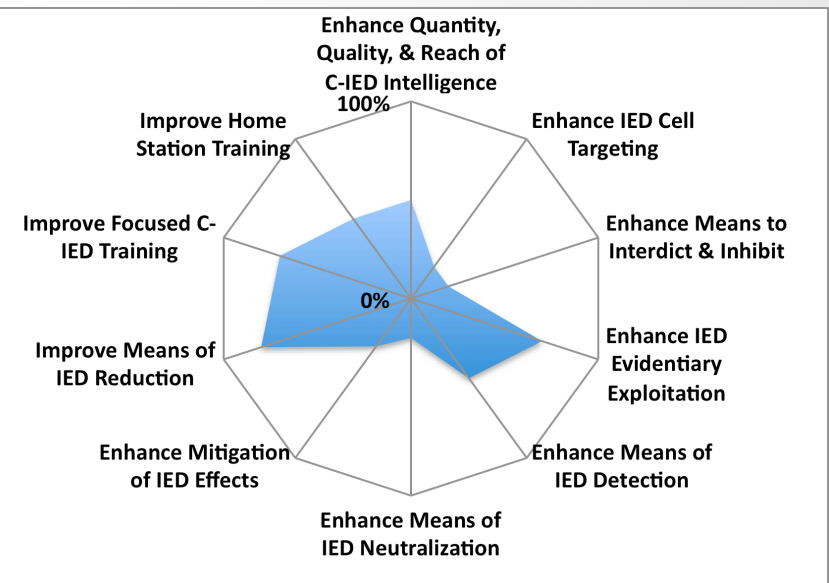 Enhance Quantity,
Quality, & Reach of
C-IED Intelligence
100%
Enhance IED Cell
Targeting
Enhance Means to
Interdict & Inhibit
Enhance IED
Evidentiary
Exploitation
Enhance Means of
IED Detection
Enhance Means of
IED Neutralization
Enhance Mitigation
of IED Effects
Improve Means of
IED Reduction
Improve Focused C-
IED Training
Improve Home
Station Training
0%